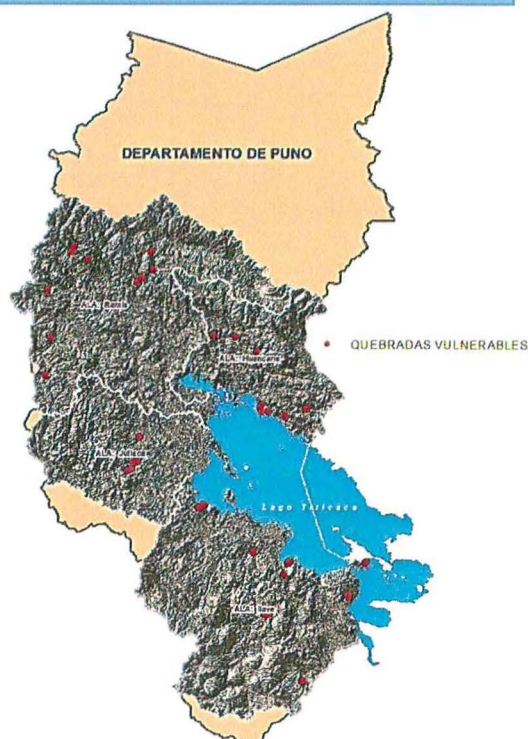 DEPARTAMENTO DE PUNO
ALA: Ramis
ALA: Huancane
QUEBRADAS VULNERABLES
ALA: Juliaca
Lago Titicaca
ALA: Ilave